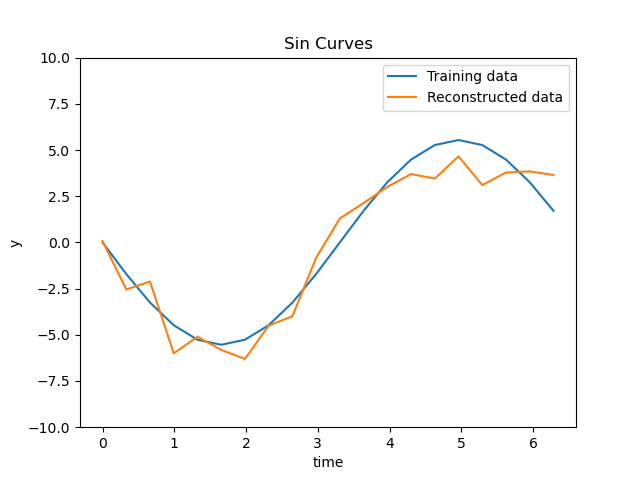 Sin Curves
Training data
Reconstructed data
10.0
7.5
5.0
2.5
0.0
−2.5
−5.0
−7.5
−10.0
y
0 1 2 3 4 5 6
time